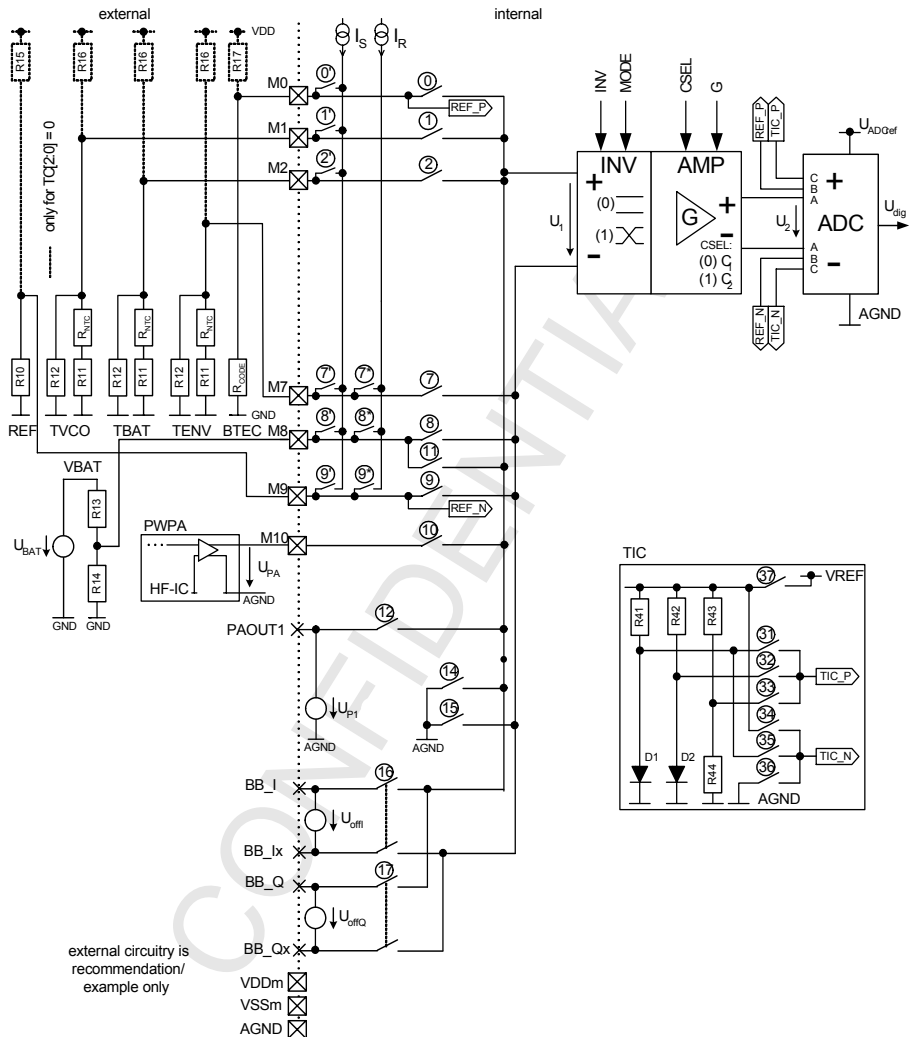 external
internal
VDD
R15
R16
R16
R16
R17
I_S
I_R
M0
0'
0
REF_P
M1
1'
1
M2
2'
2
only for TC[2:0] = 0
INV
MODE
CSEL
G
INV
AMP
+
-
(0)
(1)
U_1
G
+
-
CSEL:
(0) C_1
(1) C_2
REF_P
TIC_P
C
B
A
+
ADC
U_ADCref
U_2
U_dig
A
B
C
-
REF_N
TIC_N
AGND
R_NTC
R_NTC
R_NTC
R10
R12
R11
R12
R11
R12
R11
R_CODE
GND
REF
TVCO
TBAT
TENV
BTEC
M7
7'
7*
7
M8
8'
8*
8
11
M9
9'
9*
9
REF_N
VBAT
R13
R14
U_BAT
GND
GND
PWPA
HF-IC
U_PA
AGND
M10
10
PAOUT1
12
U_P1
AGND
14
15
AGND
BB_I
16
U_offI
BB_Ix
BB_Q
17
U_offQ
BB_Qx
TIC
37
VREF
R41
R42
R43
31
32
33
34
35
36
TIC_P
TIC_N
D1
D2
R44
AGND
external circuitry is
recommendation/
example only
VDDm
VSSm
AGND
CONFIDENTIA